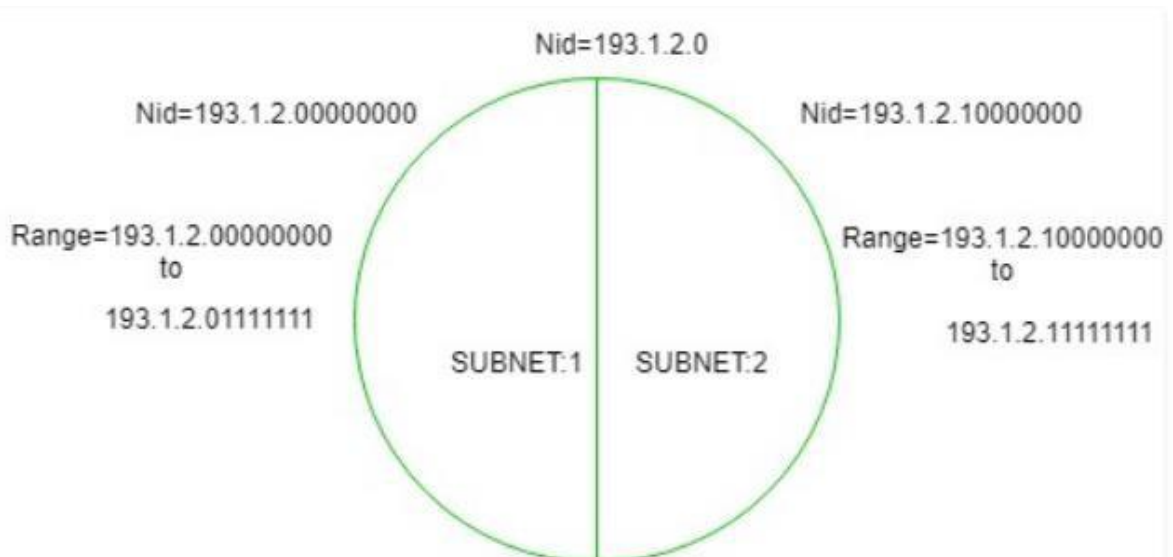 Nid=193.1.2.0
Nid=193.1.2.00000000
Nid=193.1.2.10000000
Range=193.1.2.00000000
to
193.1.2.01111111
Range=193.1.2.10000000
to
193.1.2.11111111
SUBNET:1
SUBNET:2